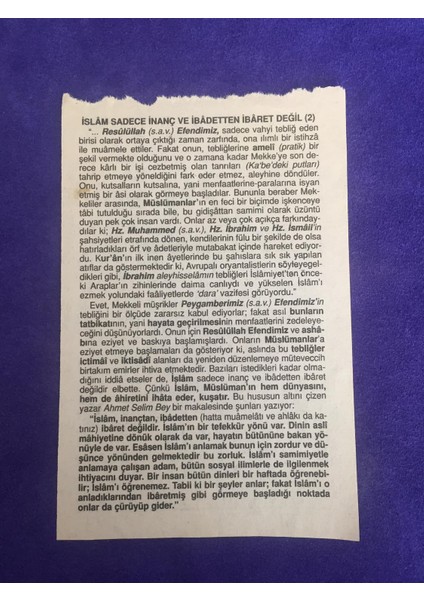 İSLÂM SADECE İNANÇ VE İBÂDETTEN İBÂRET DEĞİL (2)
"... Resûlüllah (s.a.v.) Efendimiz, sadece vahyi tebliğ eden
birisi olarak ortaya çıktığı zaman zarfında, ona ılımlı bir istihzâ
ile muâmele ettiler. Fakat onun, tebliğlerine amelî (pratik) bir
şekil vermekte olduğunu ve o zamana kadar Mekke'ye son de-
rece kârlı bir işi cezbetmiş olan tanrıları (Ka'be'deki putları)
tahrip etmeye yöneldiğini fark eder etmez, aleyhine döndüler.
Onu, kutsalların kutsalına, yani menfaatlerine-paralarına isyan
etmiş bir âsi olarak görmeye başladılar. Bununla beraber Mek-
keliler arasında, Müslümanlar'ın en feci bir biçimde işkenceye
tâbi tutulduğu sırada bile, bu gidişâttan samimi olarak üzüntü
duyan pek çok insan vardı. Onlar az veya çok açıkça farkınday-
dılar ki; Hz. Muhammed (s.a.v.), Hz. İbrahim ve Hz. İsmâil'in
şahsiyetleri etrafında dönen, kendilerinin fülu bir şekilde de olsa
hatırladıkları örf ve âdetleriyle mutabakat içinde hareket ediyor-
du. Kur'ân'ın ilk inen âyetlerinde bu şahıslara sık sık yapılan
atıflar da göstermektedir ki, Avrupalı oryantalistlerin söyleyegel-
dikleri gibi, İbrahim aleyhisselâmın tebliğleri İslâmiyet'ten önce-
ki Araplar'ın zihinlerinde daima canlıydı ve yükselen İslâm'ı
ezmek yolundaki faâliyetlerde 'dara' vazifesi görüyordu."
Evet, Mekkeli müşrikler Peygamberimiz (s.a.v.) Efendimiz'in
tebliğini bir ölçüde zararsız kabul ediyorlar; fakat asıl bunların
tatbikatının, yani hayata geçirilmesinin menfaatlerini zedeleye-
ceğini düşünüyorlardı. Onun için Resûlüllah Efendimiz ve ashâ-
bına eziyet ve baskıya başlamışlardı. Onların Müslümanlar'a
eziyet etmeye başlamaları da gösteriyor ki, aslında bu tebliğler
ictimâî ve iktisâdî alanları da yeniden düzenlemeye müteveccih
birtakım emirler ihtiva etmektedir. Bazıları istedikleri kadar olma-
dığını iddiâ etseler de, İslâm sadece inanç ve ibâdetten ibâret
değildir elbette. Çünkü İslâm, Müslüman'ın hem dünyasını,
hem de âhiretini ihâta eder, kuşatır. Bu hususun altını çizen
yazar Ahmet Selim Bey bir makalesinde şunları yazıyor:
"İslâm, inançtan, ibâdetten (hatta muâmelâtı ve ahlâkı da ka-
tınız) ibâret değildir. İslâm'ın bir tefekkür yönü var. Dinin aslî
mâhiyetine dönük olarak da var, hayatın bütününe bakan yö-
nüyle de var. Esâsen İslâm'ı anlamak bunun için zordur ve dü-
şünce yönünden gelmektedir bu zorluk. İslâm'ı samimiyetle
anlamaya çalışan adam, bütün sosyal ilimlerle de ilgilenmek
ihtiyacını duyar. Bir insan bütün dinleri bir haftada öğrenebi-
lir; İslâm'ı öğrenemez. Tabii ki bir şeyler anlar; fakat İslâm'ı o
anladıklarından ibâretmiş gibi görmeye başladığı noktada
onlar da çürüyüp gider."